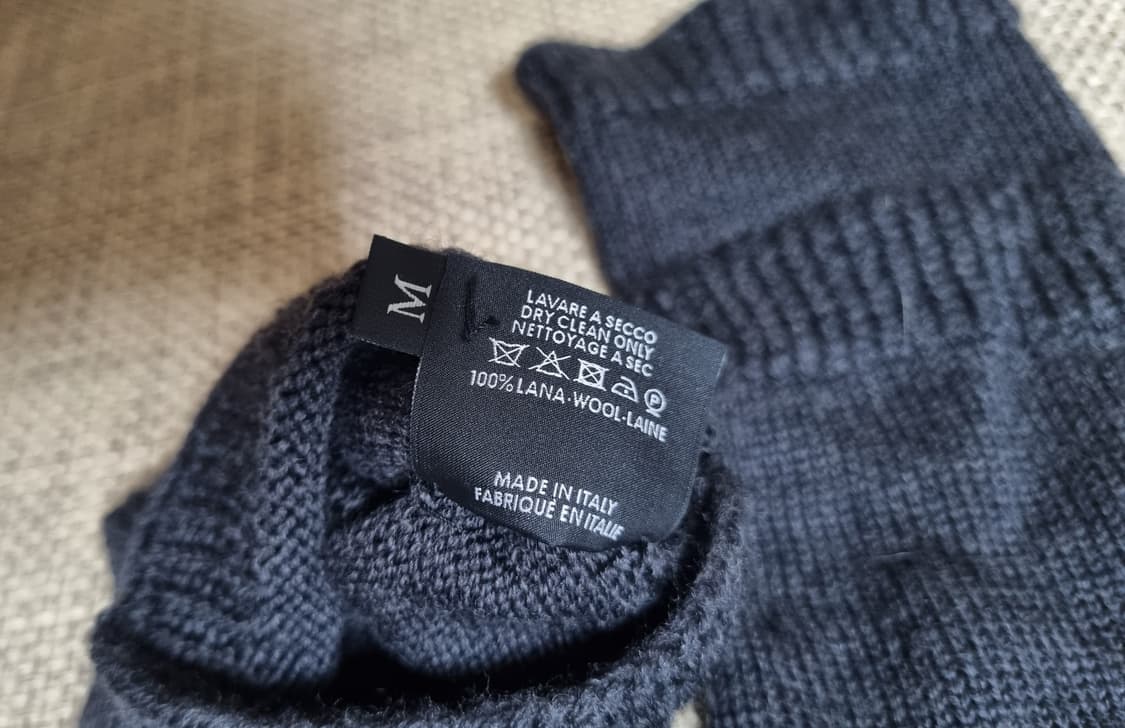 M
LAVARE A SECCO
DRY CLEAN ONLY
NETTOYAGE A SEC
P
100% LANA·WOOL·LAINE
MADE IN ITALY
FABRIQUÉ EN ITALIE